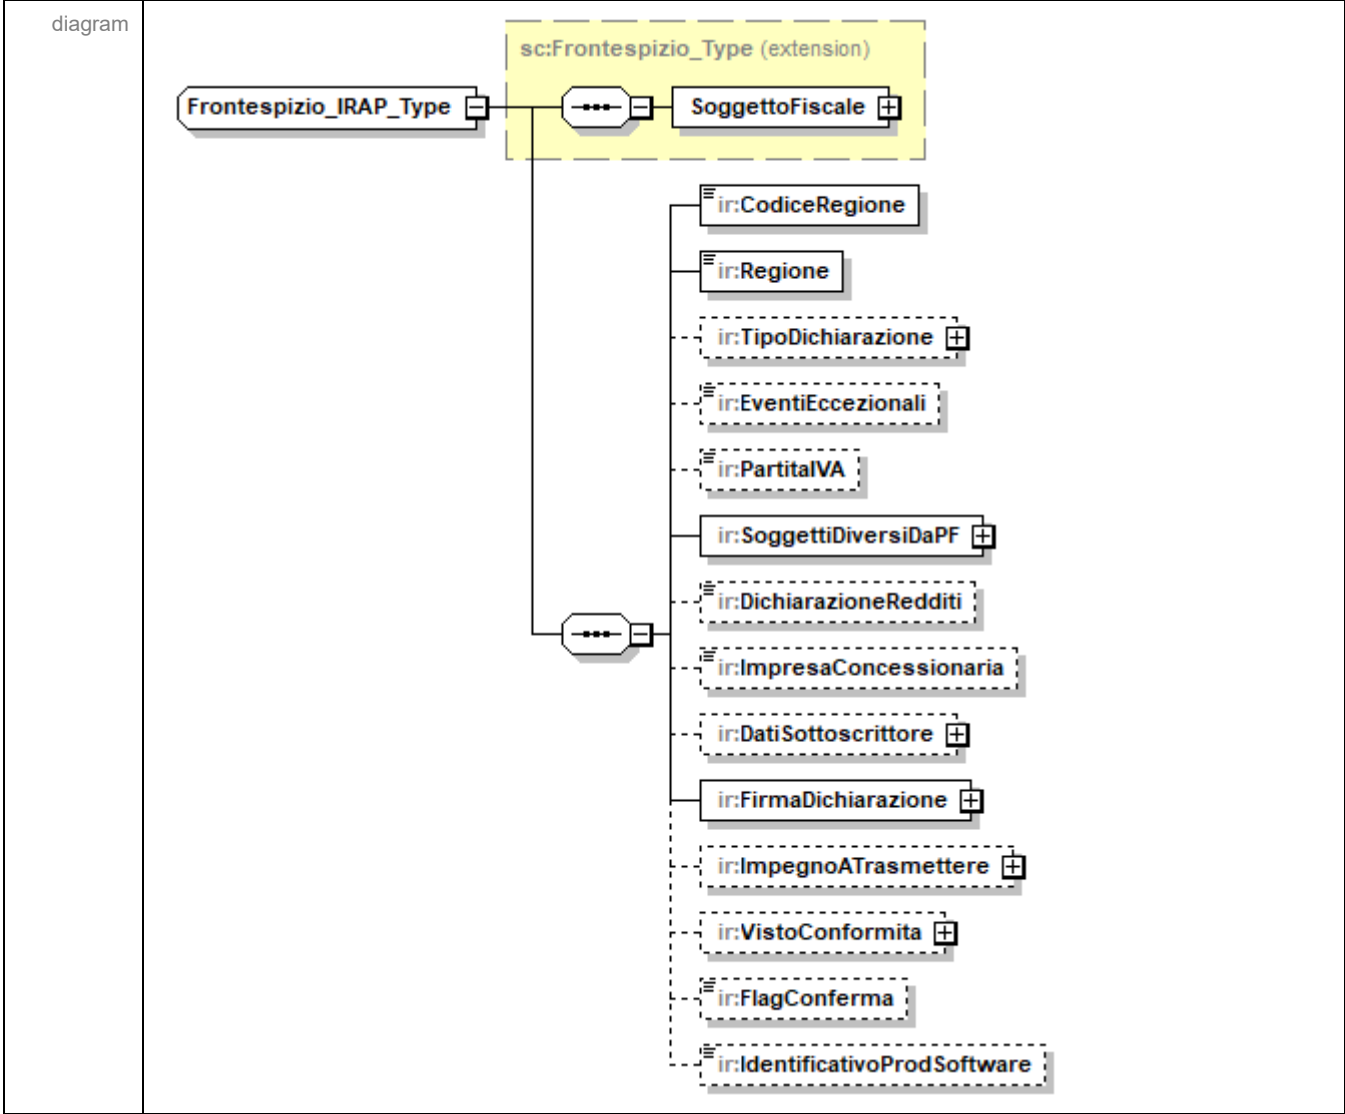 diagram
sc:Frontespizio_Type (extension)
Frontespizio_IRAP_Type
SoggettoFiscale
ir:CodiceRegione
ir:Regione
ir:TipoDichiarazione
ir:EventiEccezionali
ir:PartitaIVA
ir:SoggettiDiversiDaPF
ir:DichiarazioneRedditi
ir:ImpresaConcessionaria
ir:DatiSottoscrittore
ir:FirmaDichiarazione
ir:ImpegnoATrasmettere
ir:VistoConformita
ir:FlagConferma
ir:IdentificativoProdSoftware